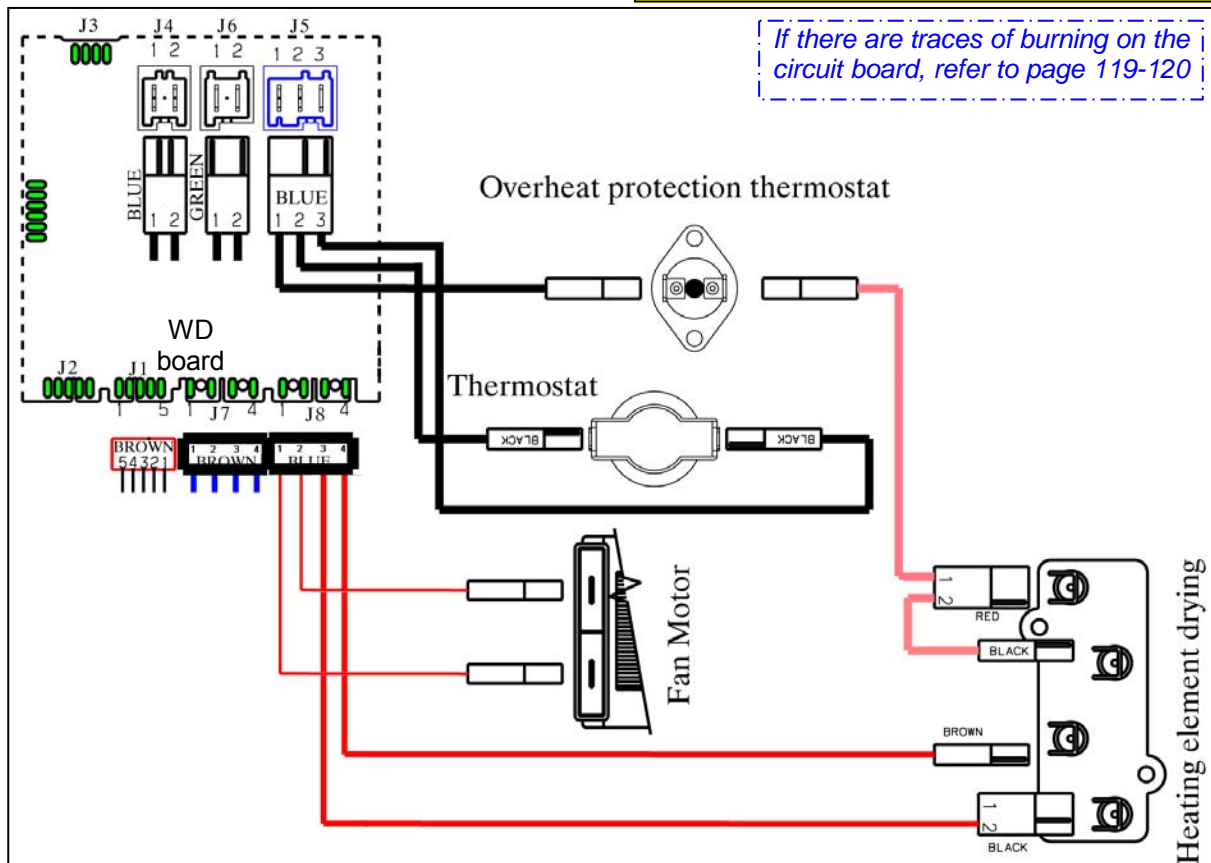 J3
J4
J6
J5
1 2
1 2
1 2 3
If there are traces of burning on the
circuit board, refer to page 119-120
BLUE
GREEN
BLUE
1 2
1 2
1 2 3
Overheat protection thermostat
WD
board
Thermostat
BLACK
BLACK
J2
J1
1 5
1 4
1 4
J7
J8
BROWN
54321
1 2 3 4
BROWN
1 2 3 4
BLUE
Fan Motor
1
2
RED
BLACK
BROWN
1
2
BLACK
Heating element drying